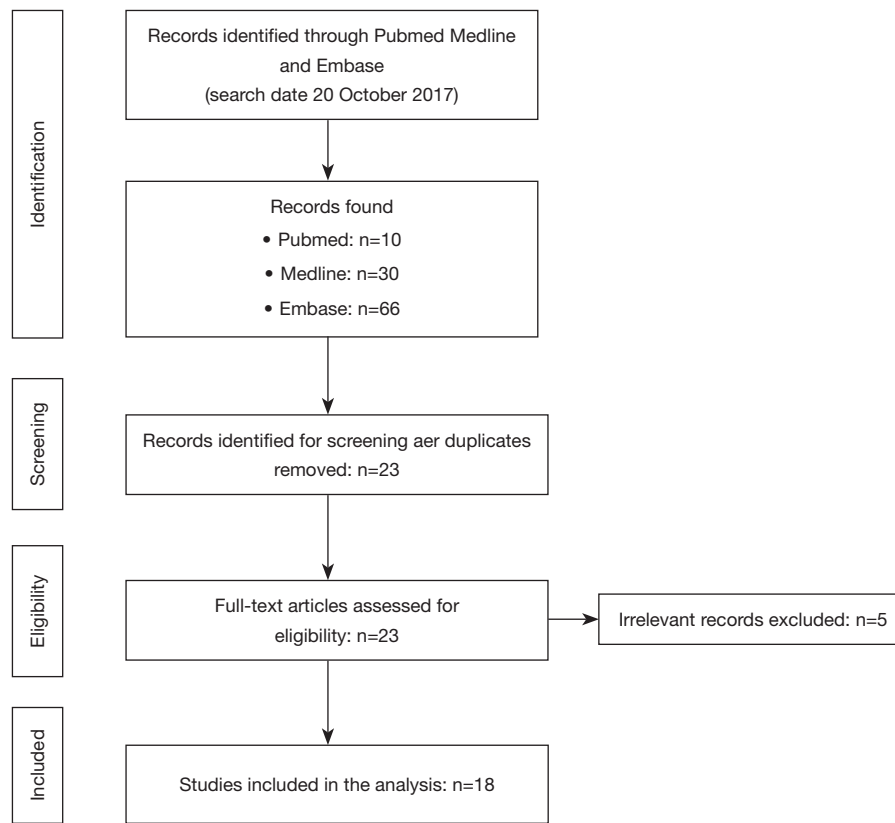 Identification
Records identified through Pubmed Medline
and Embase
(search date 20 October 2017)
Records found
• Pubmed: n=10
• Medline: n=30
• Embase: n=66
Screening
Records identified for screening aer duplicates
removed: n=23
Eligibility
Full-text articles assessed for
eligibility: n=23
Irrelevant records excluded: n=5
Included
Studies included in the analysis: n=18